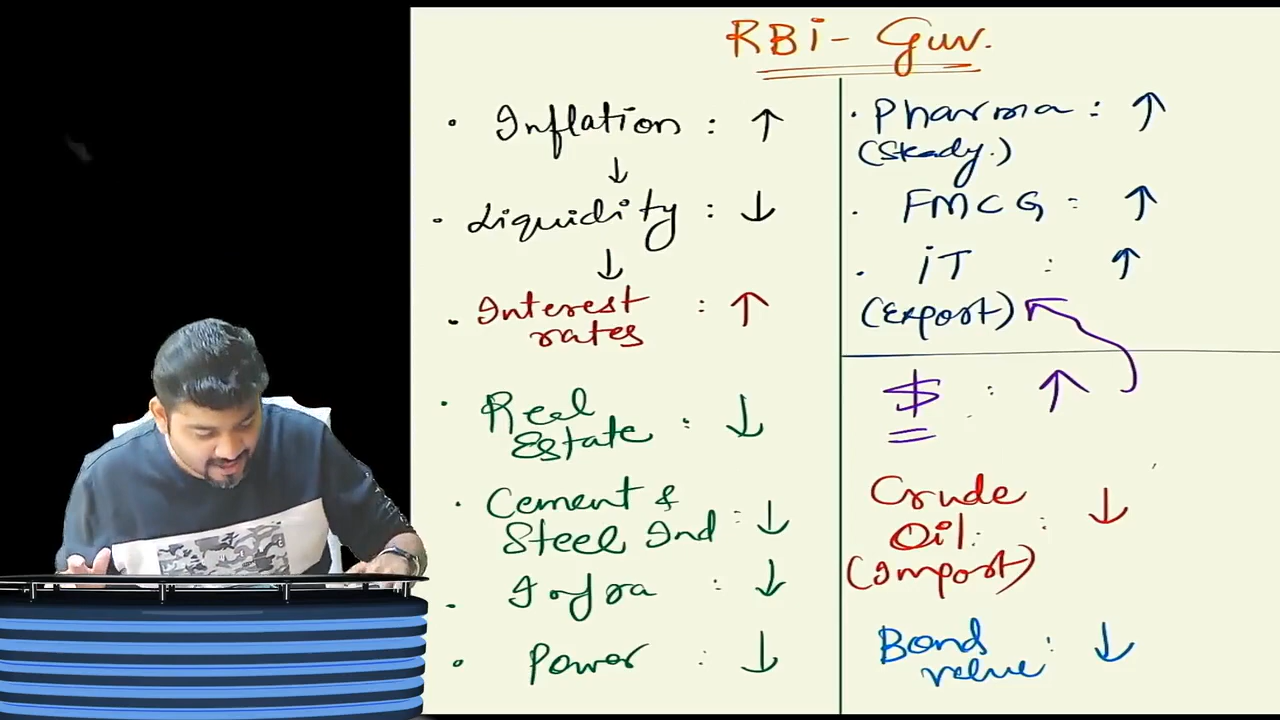 RBi - Guv.
• Inflation : ↑
↓
• Liquidity : ↓
↓
• Interest
rates : ↑
• Real
Estate : ↓
• Cement &
Steel Ind : ↓
• Infra : ↓
• Power : ↓
• Pharma : ↑
(Steady.)
• FMCG : ↑
• iT : ↑
(Export)
$ : ↑
Crude
Oil : ↓
(Import)
Bond
value : ↓